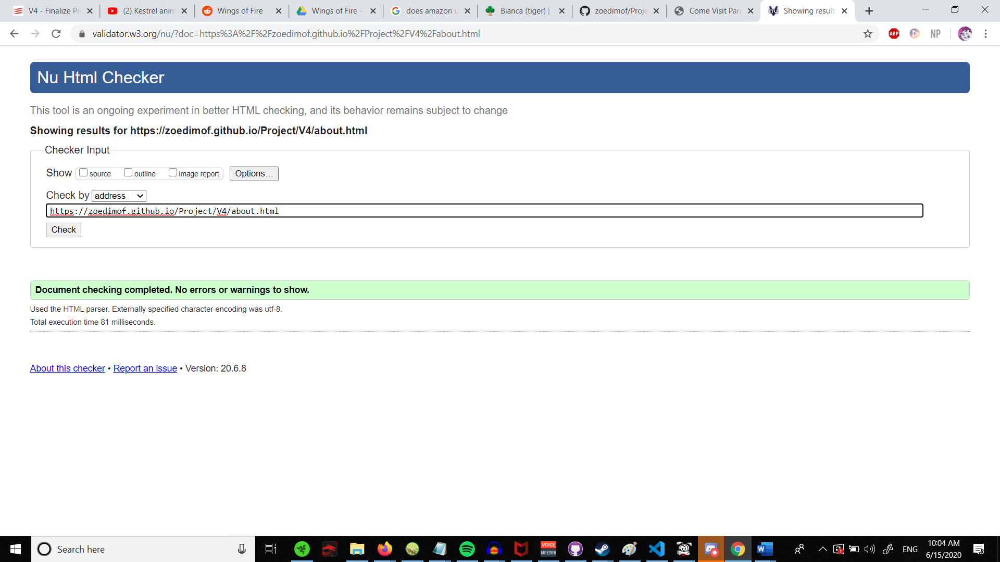 V4 - Finalize Pr
(2) Kestrel anim
Wings of Fire
Wings of Fire -
does amazon u
Bianca (tiger) |
zoedimof/Proje
Come Visit Para
Showing result
validator.w3.org/nu/?doc=https%3A%2F%2Fzoedimof.github.io%2FProject%2FV4%2Fabout.html
ABP
NP
Nu Html Checker
This tool is an ongoing experiment in better HTML checking, and its behavior remains subject to change
Showing results for https://zoedimof.github.io/Project/V4/about.html
Checker Input
Show source outline image report Options...
Check by address
https://zoedimof.github.io/Project/V4/about.html
Check
Document checking completed. No errors or warnings to show.
Used the HTML parser. Externally specified character encoding was utf-8.
Total execution time 81 milliseconds.
About this checker • Report an issue • Version: 20.6.8
Search here
VOICE
MEETER
ENG
10:04 AM
6/15/2020